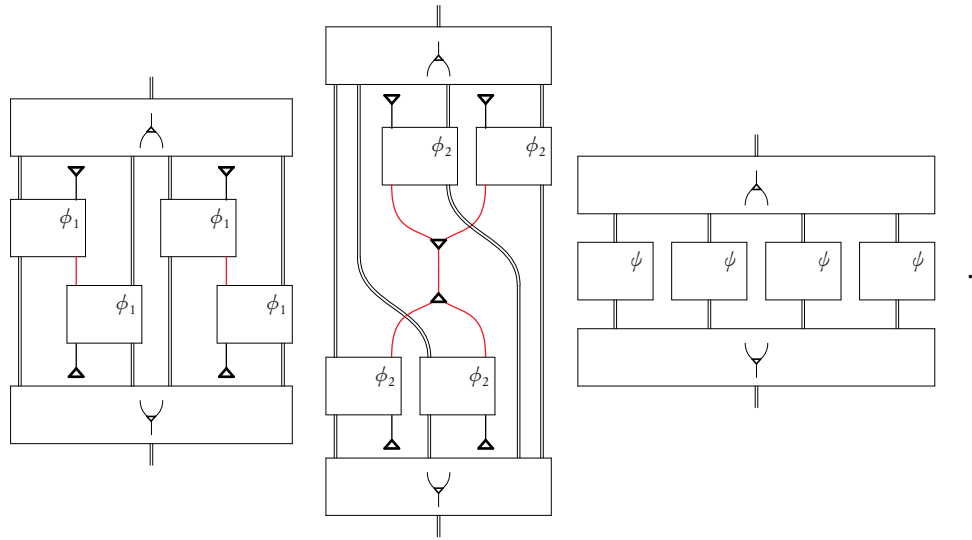 ϕ₂ ϕ₂
ϕ₁ ϕ₁
ψ ψ ψ ψ
.
ϕ₁ ϕ₁
ϕ₂ ϕ₂